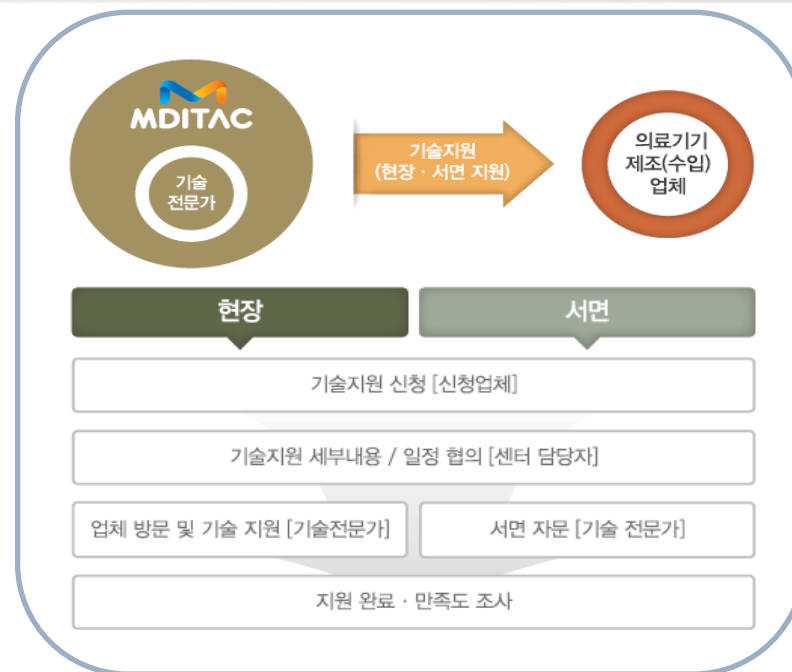 MDITAC
기술
전문가
기술지원
(현장 · 서면 지원)
의료기기
제조(수입)
업체
현장
서면
기술지원 신청 [신청업체]
기술지원 세부내용 / 일정 협의 [센터 담당자]
업체 방문 및 기술 지원 [기술전문가]
서면 자문 [기술 전문가]
지원 완료 · 만족도 조사